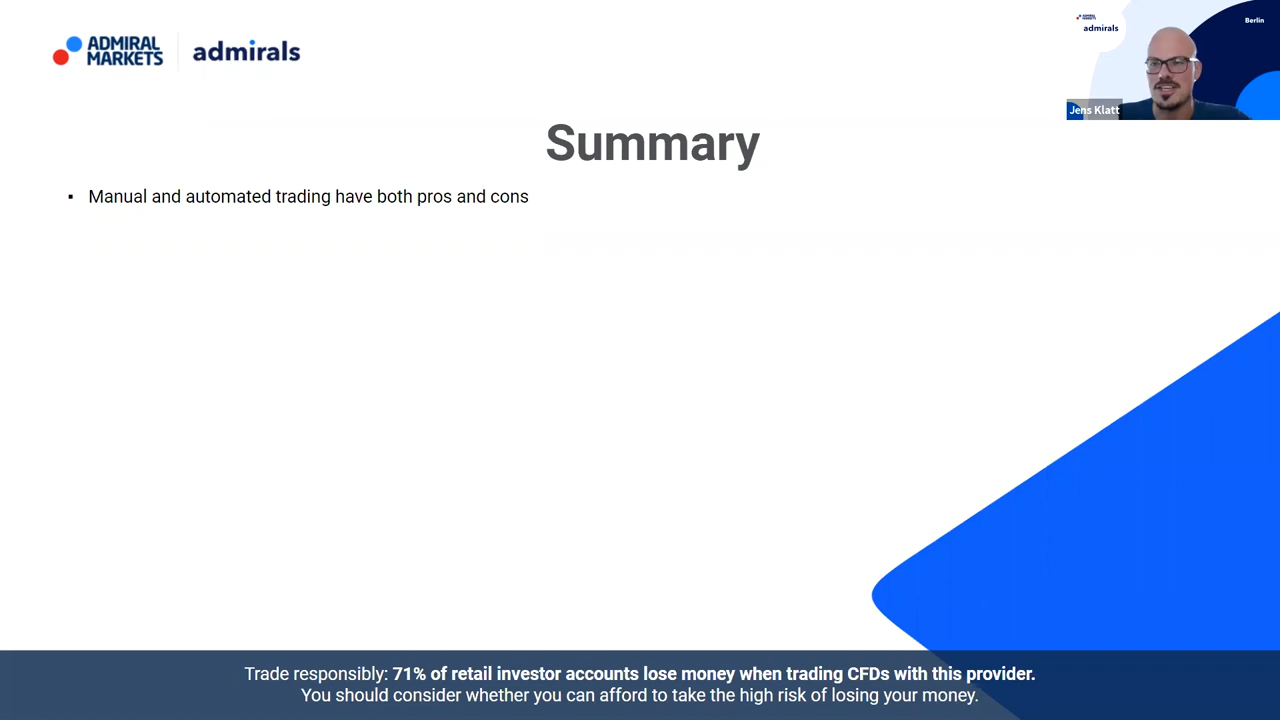 ADMIRAL
MARKETS
admirals
ADMIRAL
MARKETS
admirals
Berlin
Jens Klatt
Summary
▪ Manual and automated trading have both pros and cons
Trade responsibly: 71% of retail investor accounts lose money when trading CFDs with this provider.
You should consider whether you can afford to take the high risk of losing your money.